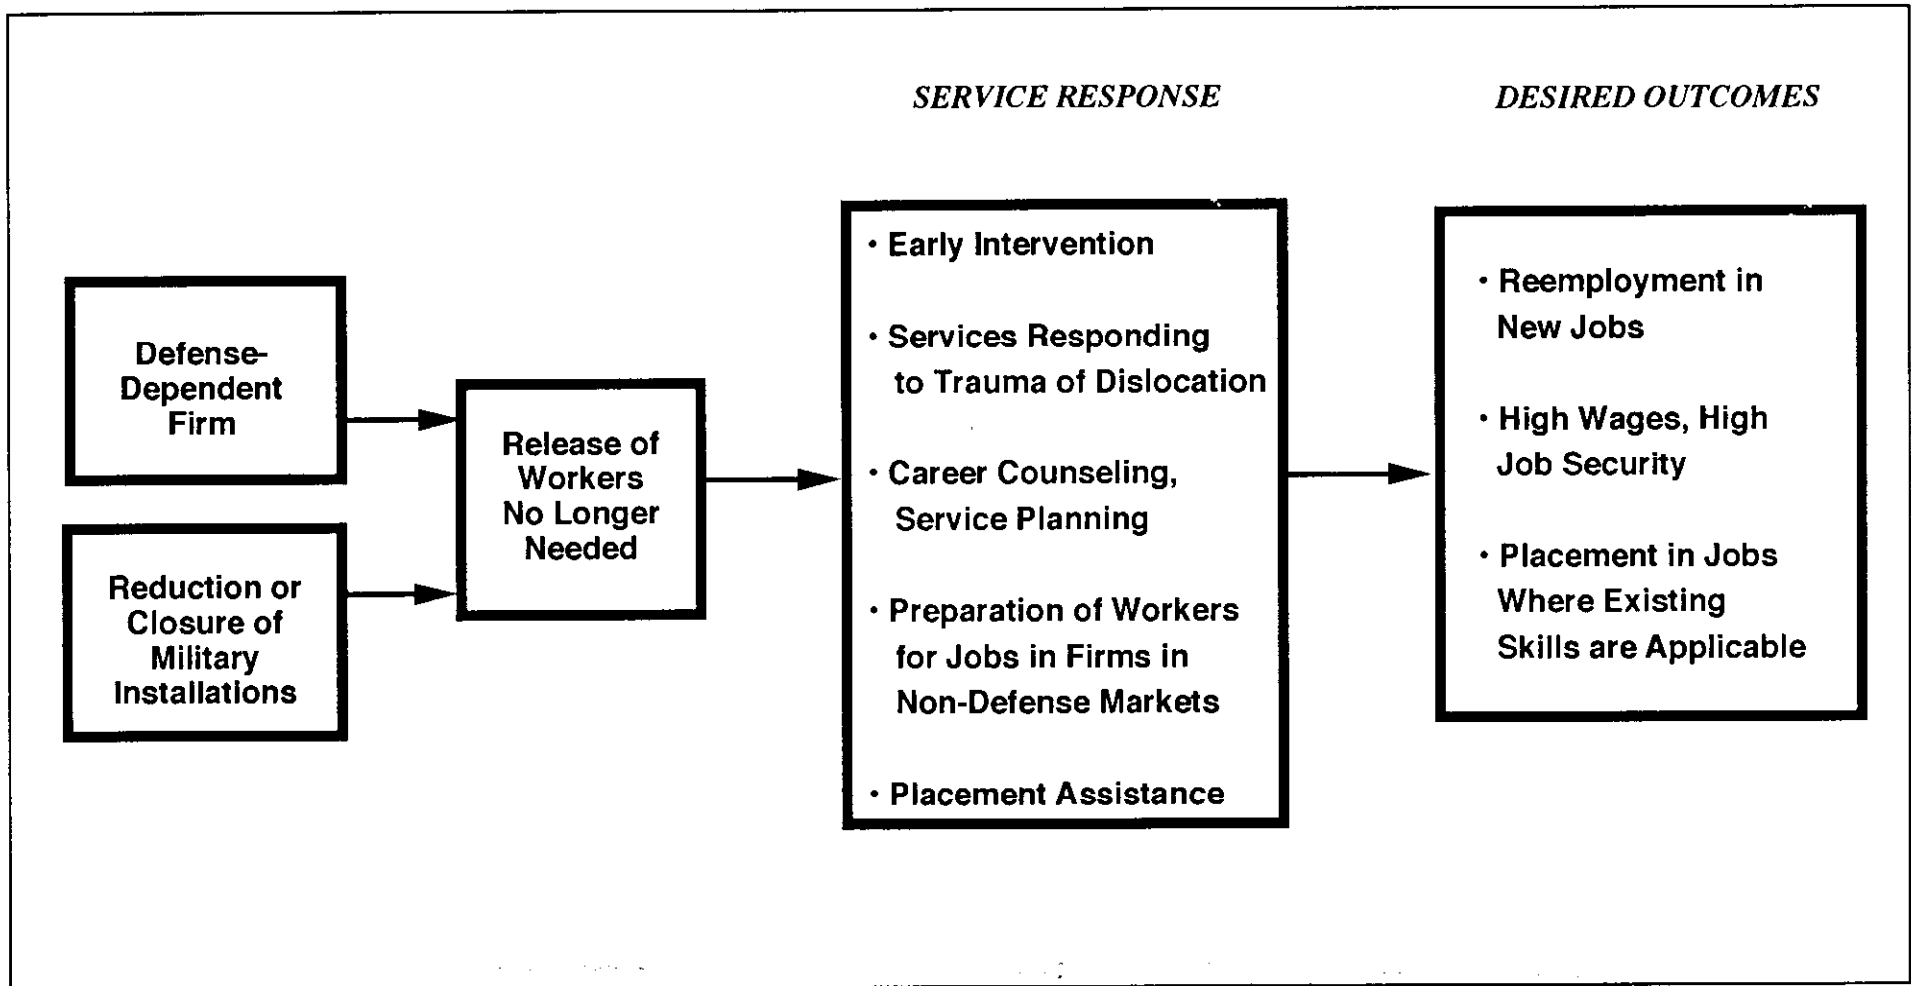 SERVICE RESPONSE
DESIRED OUTCOMES
Defense-
Dependent
Firm
Reduction or
Closure of
Military
Installations
Release of
Workers
No Longer
Needed
· Early Intervention
· Services Responding
to Trauma of Dislocation
· Career Counseling,
Service Planning
· Preparation of Workers
for Jobs in Firms in
Non-Defense Markets
· Placement Assistance
· Reemployment in
New Jobs
· High Wages, High
Job Security
· Placement in Jobs
Where Existing
Skills are Applicable